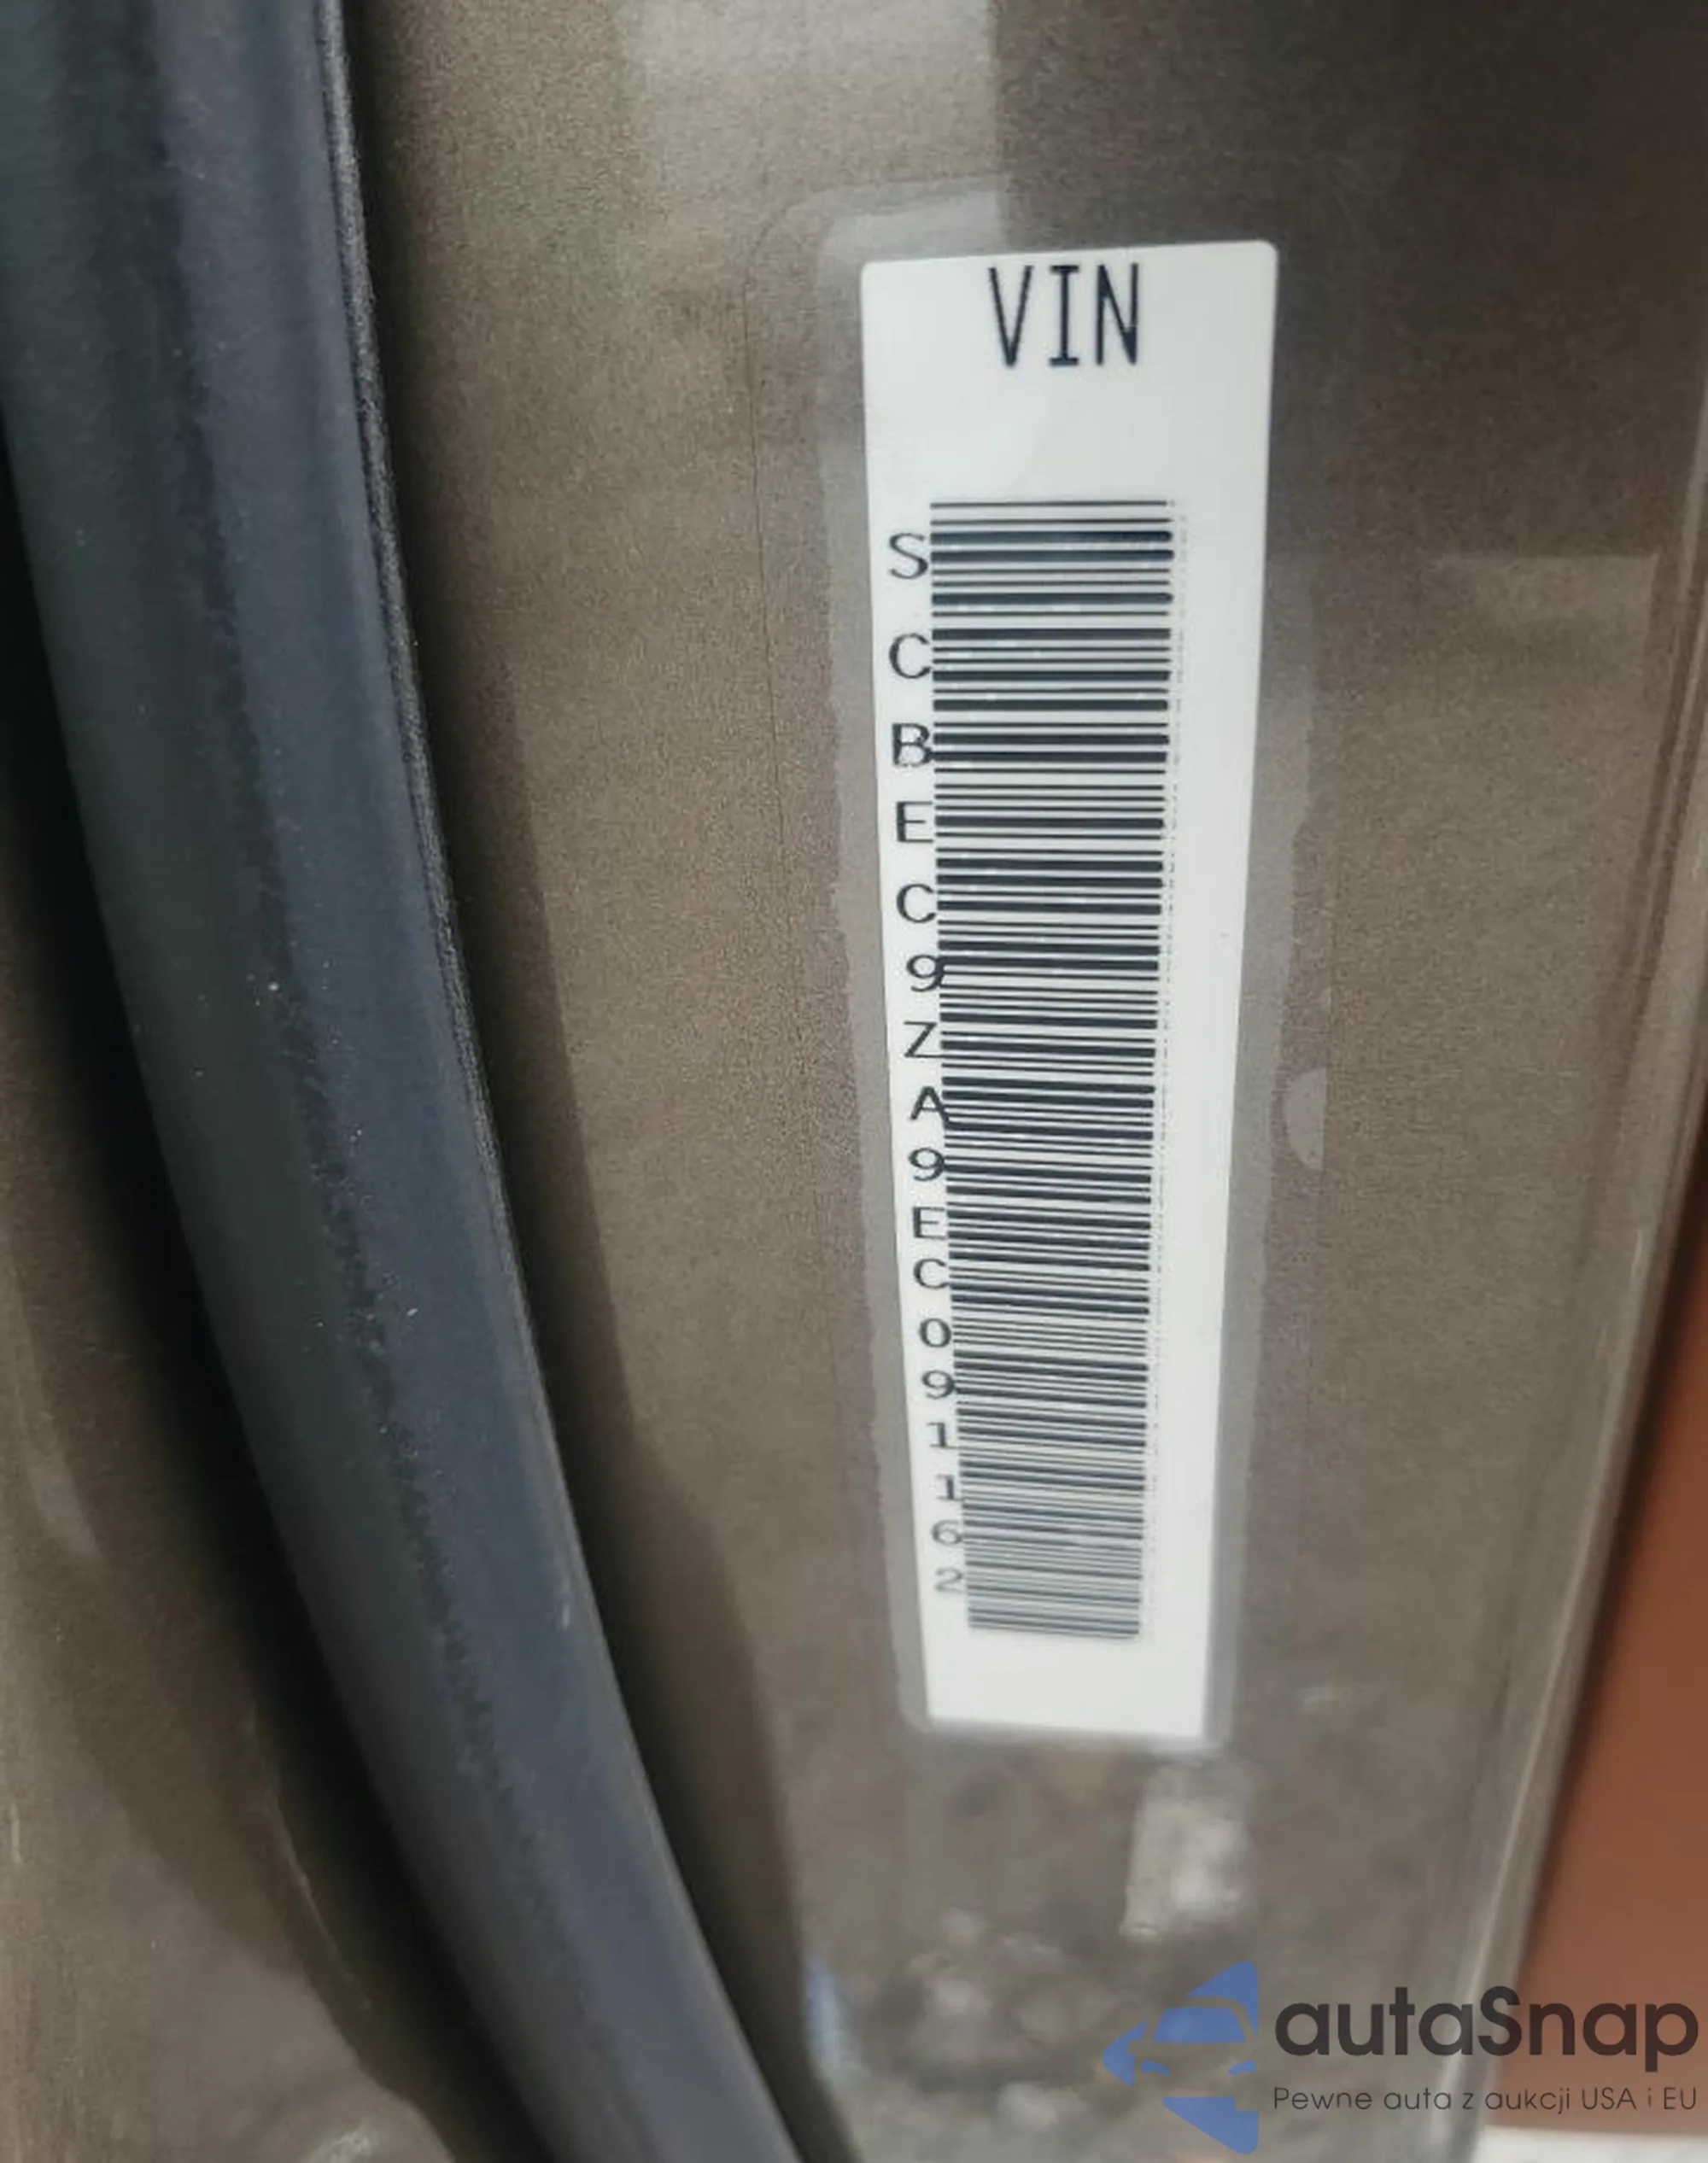 VIN
SCBEC9ZA9EC091162
autaSnap
Pewne auta z aukcji USA i EU